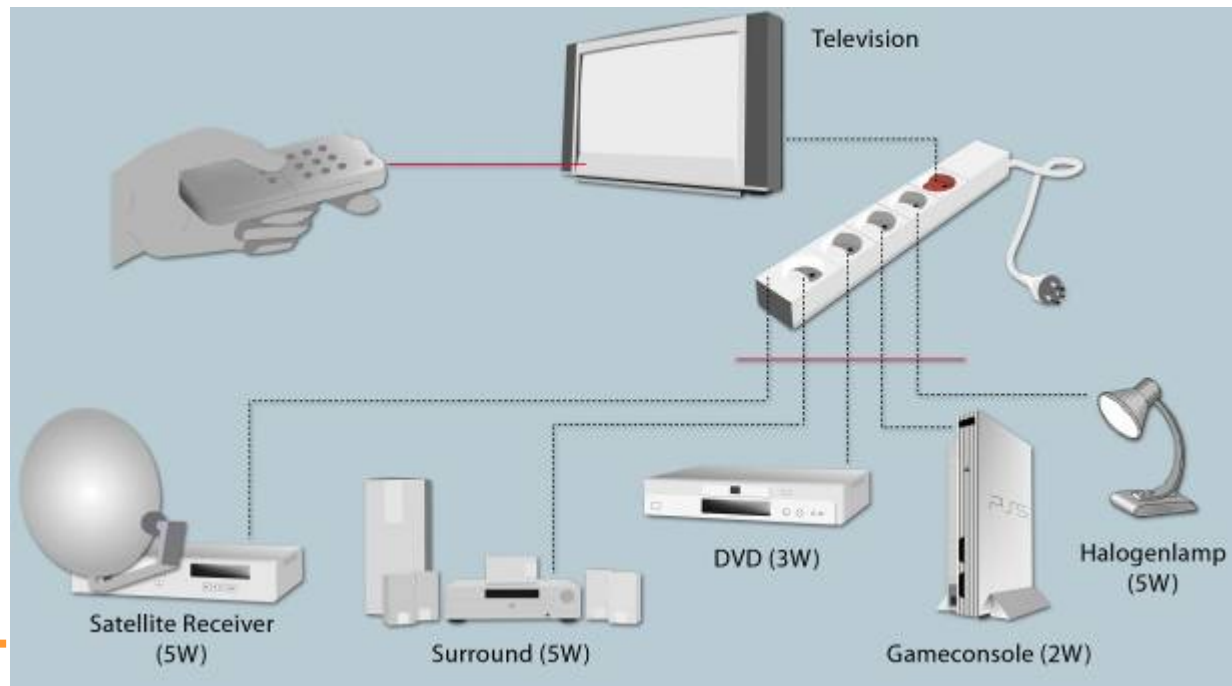 Television
DVD (3W)
Halogenlamp
(5W)
Satellite Receiver
(5W)
Surround (5W)
Gameconsole (2W)